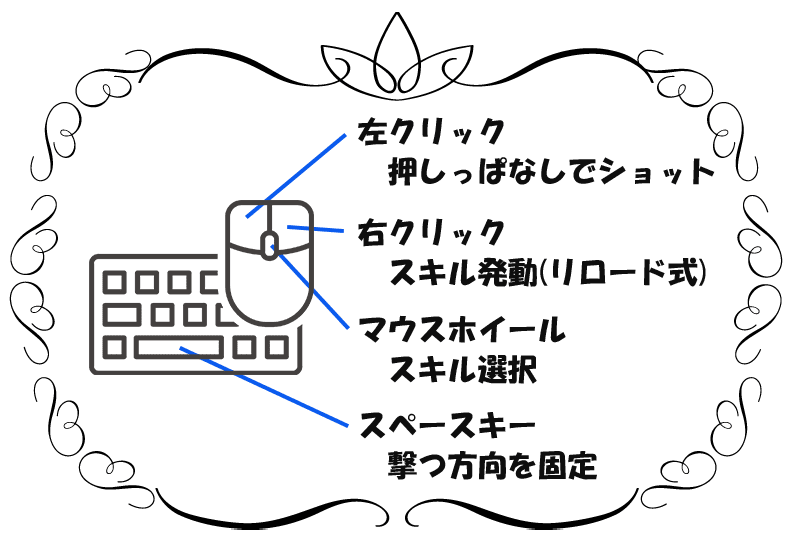 左クリック
押しっぱなしでショット
右クリック
スキル発動(リロード式)
マウスホイール
スキル選択
スペースキー
撃つ方向を固定